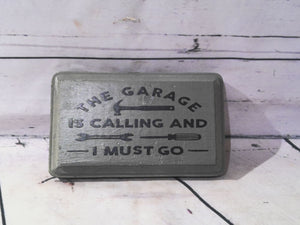 THE GARAGE
IS CALLING AND
I MUST GO